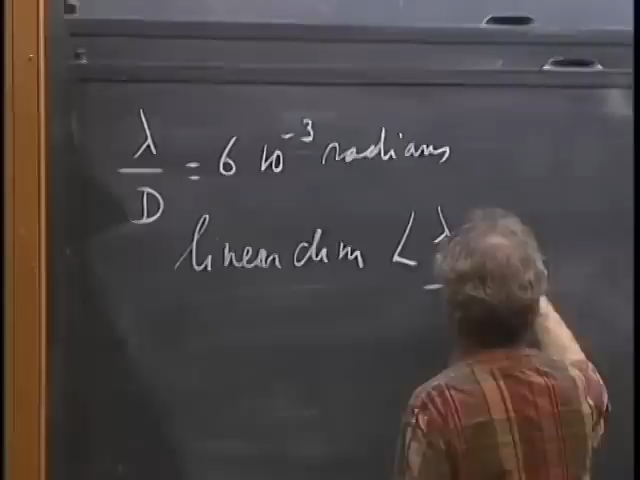 λ/D = 6 10⁻³ radians
linear dim L λ